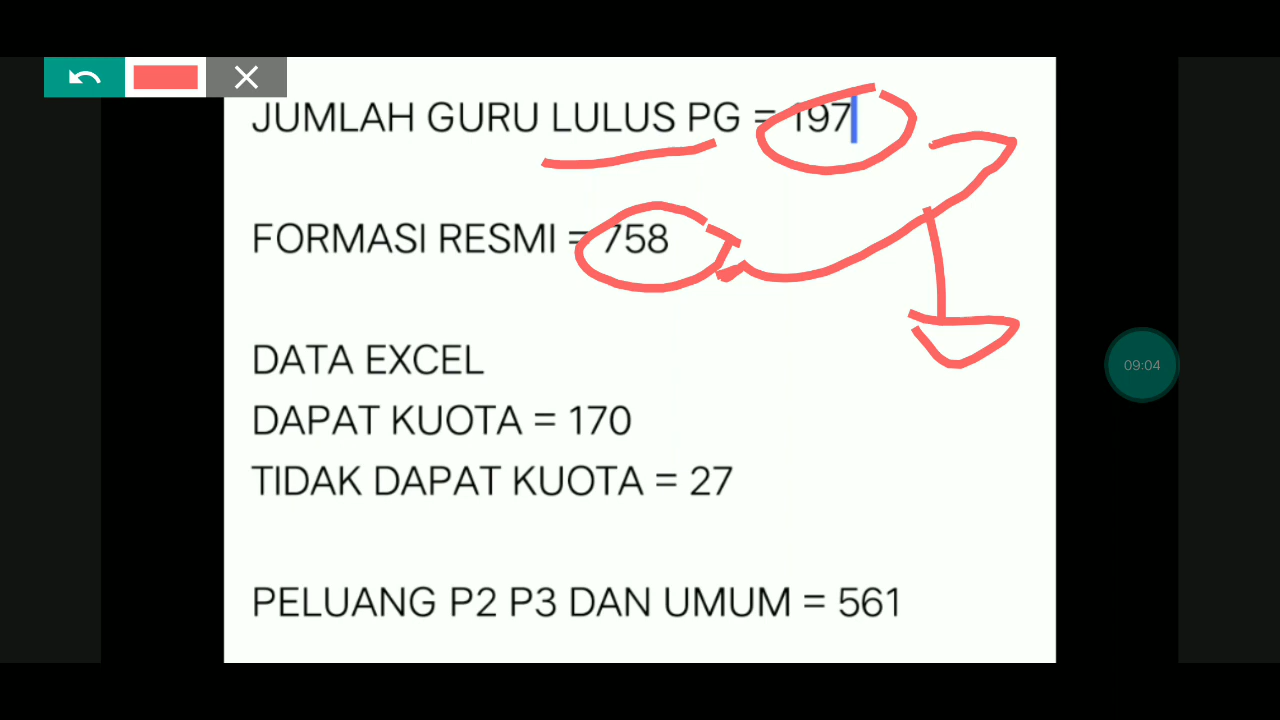 JUMLAH GURU LULUS PG = 197
FORMASI RESMI = 758
DATA EXCEL
DAPAT KUOTA = 170
TIDAK DAPAT KUOTA = 27
PELUANG P2 P3 DAN UMUM = 561
09:04